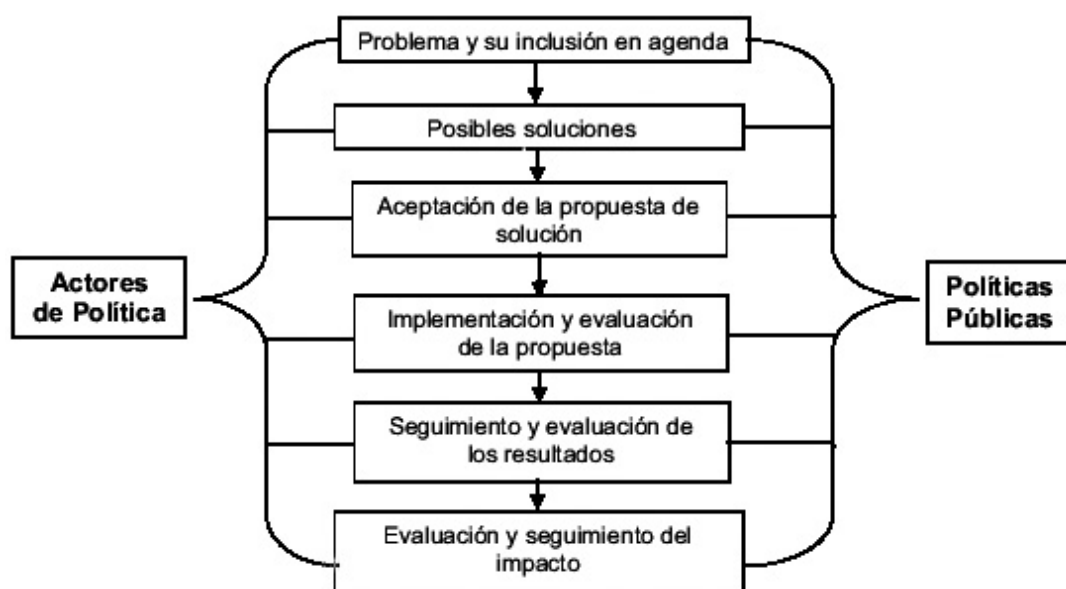 Problema y su inclusión en agenda
Posibles soluciones
Aceptación de la propuesta de
solución
Actores
de Política
Políticas
Públicas
Implementación y evaluación
de la propuesta
Seguimiento y evaluación de
los resultados
Evaluación y seguimiento del
impacto